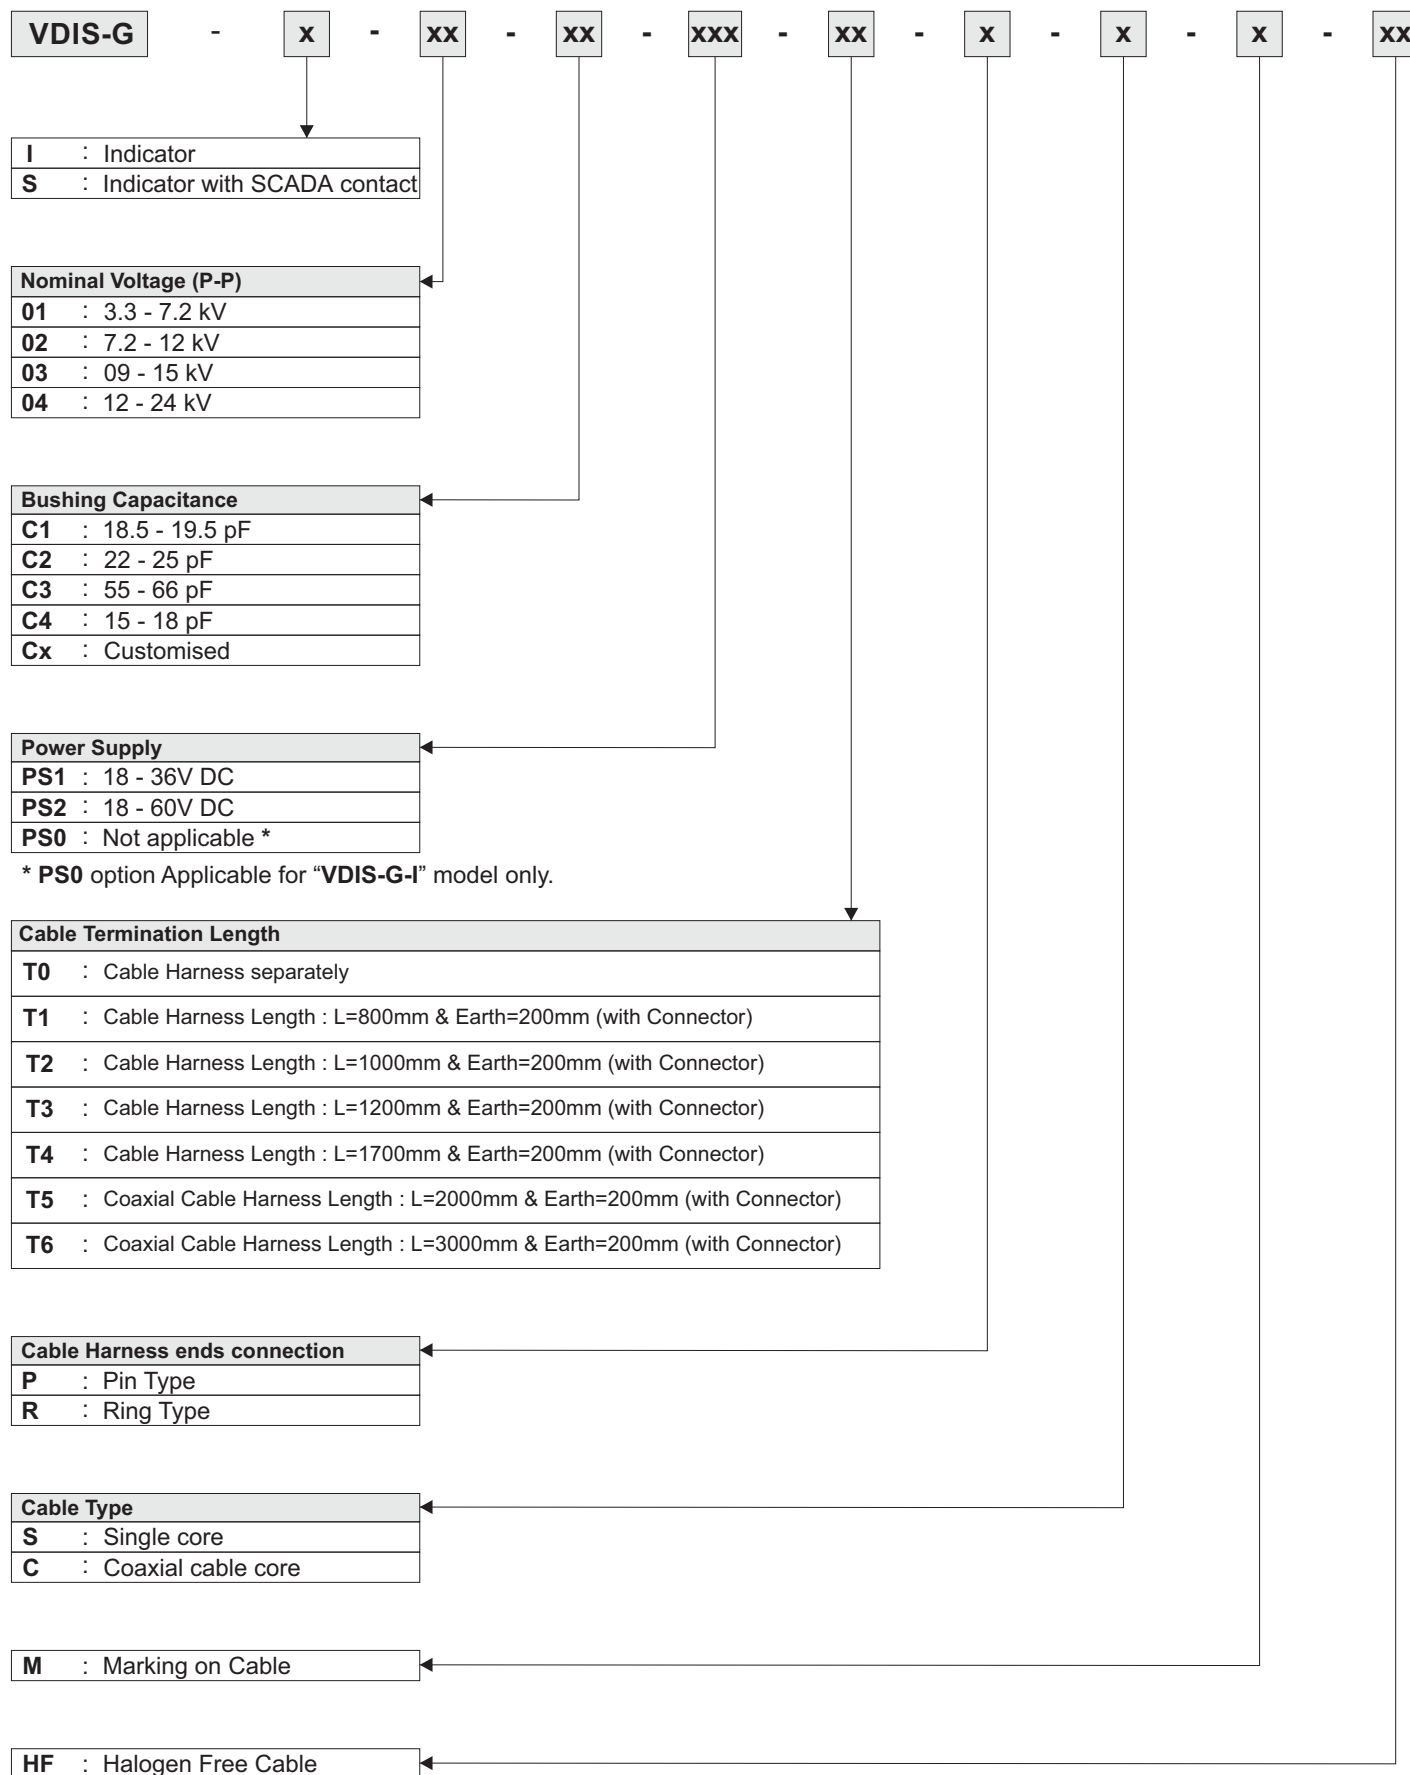 VDIS-G - x - xx - xx - xxx - xx - x - x - x - xx
I : Indicator
S : Indicator with SCADA contact
Nominal Voltage (P-P)
01 : 3.3 - 7.2 kV
02 : 7.2 - 12 kV
03 : 09 - 15 kV
04 : 12 - 24 kV
Bushing Capacitance
C1 : 18.5 - 19.5 pF
C2 : 22 - 25 pF
C3 : 55 - 66 pF
C4 : 15 - 18 pF
Cx : Customised
Power Supply
PS1 : 18 - 36V DC
PS2 : 18 - 60V DC
PS0 : Not applicable *
* PS0 option Applicable for “VDIS-G-I” model only.
Cable Termination Length
T0 : Cable Harness separately
T1 : Cable Harness Length : L=800mm & Earth=200mm (with Connector)
T2 : Cable Harness Length : L=1000mm & Earth=200mm (with Connector)
T3 : Cable Harness Length : L=1200mm & Earth=200mm (with Connector)
T4 : Cable Harness Length : L=1700mm & Earth=200mm (with Connector)
T5 : Coaxial Cable Harness Length : L=2000mm & Earth=200mm (with Connector)
T6 : Coaxial Cable Harness Length : L=3000mm & Earth=200mm (with Connector)
Cable Harness ends connection
P : Pin Type
R : Ring Type
Cable Type
S : Single core
C : Coaxial cable core
M : Marking on Cable
HF : Halogen Free Cable